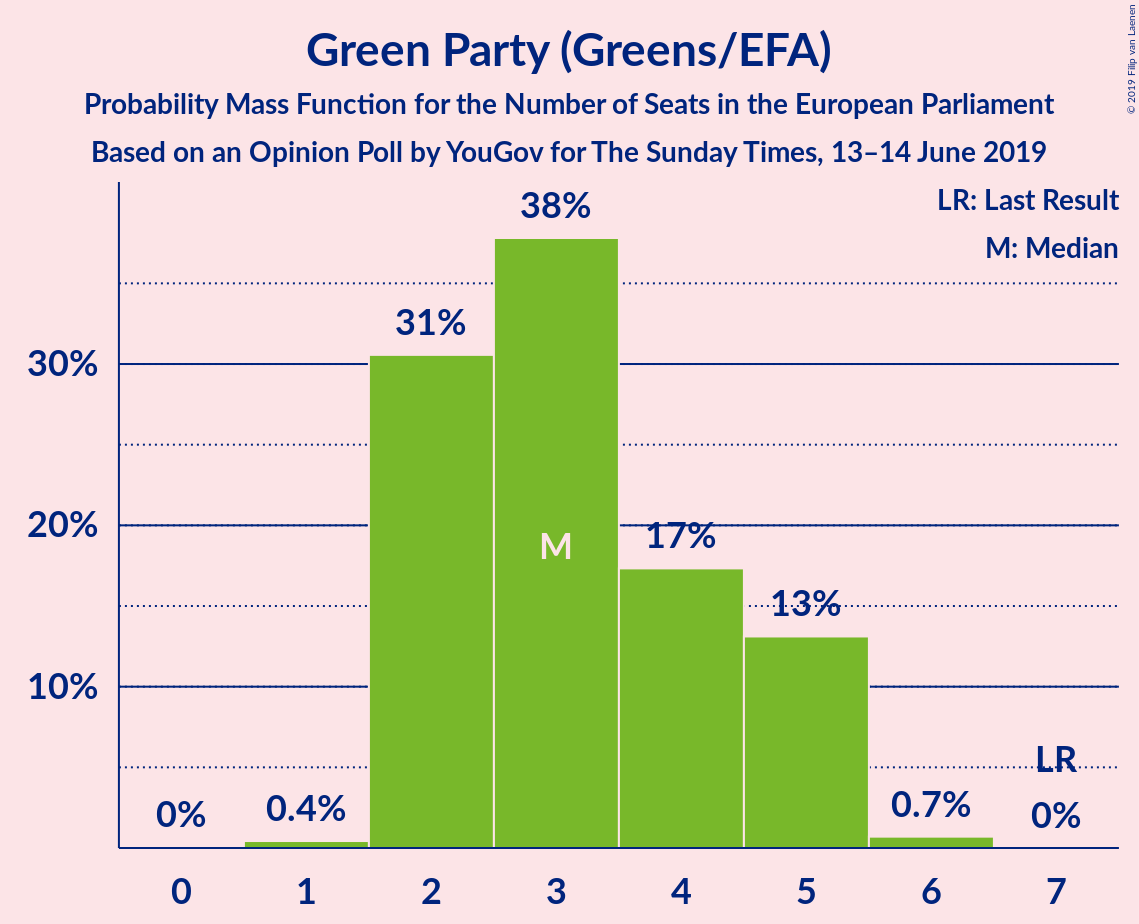 Green Party (Greens/EFA)
Probability Mass Function for the Number of Seats in the European Parliament
Based on an Opinion Poll by YouGov for The Sunday Times, 13–14 June 2019
© 2019 Filip van Laenen
LR: Last Result
M: Median
38%
31%
30%
20%
17%
M
13%
10%
LR
0%
0.4%
0.7%
0%
0 1 2 3 4 5 6 7